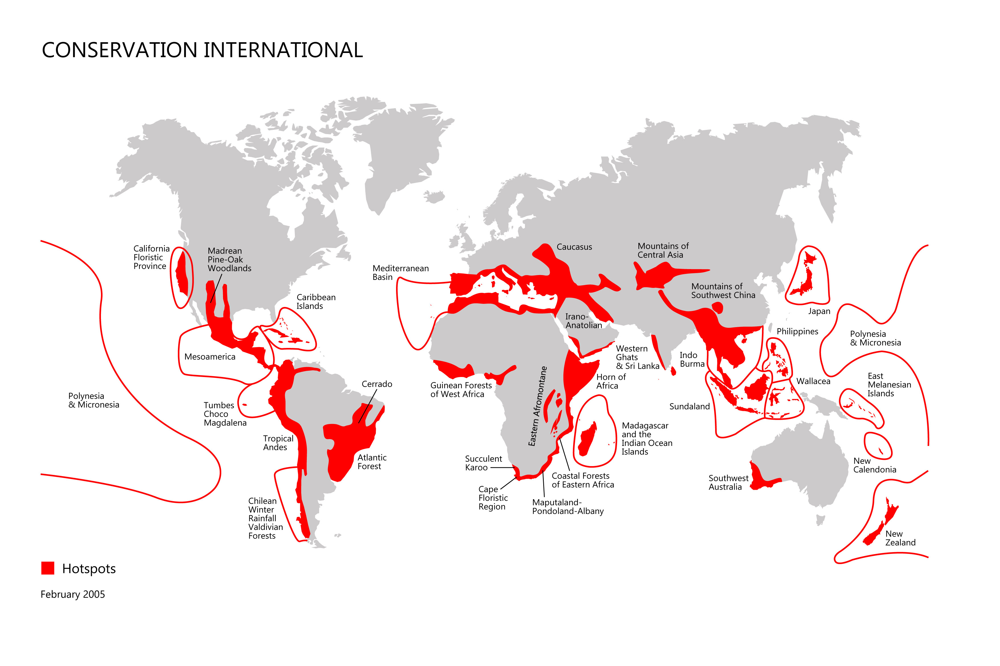 CONSERVATION INTERNATIONAL
California
Floristic
Province
Madrean
Pine-Oak
Woodlands
Caribbean
Islands
Mesoamerica
Polynesia
& Micronesia
Tumbes
Choco
Magdalena
Tropical
Andes
Cerrado
Atlantic
Forest
Chilean
Winter
Rainfall
Valdivian
Forests
Mediterranean
Basin
Caucasus
Mountains of
Central Asia
Mountains of
Southwest China
Irano-
Anatolian
Western
Ghats
& Sri Lanka
Indo
Burma
Guinean Forests
of West Africa
Eastern Afromontane
Horn of
Africa
Madagascar
and the
Indian Ocean
Islands
Succulent
Karoo
Cape
Floristic
Region
Coastal Forests
of Eastern Africa
Maputaland-
Pondoland-Albany
Japan
Philippines
Polynesia
& Micronesia
Wallacea
Sundaland
East
Melanesian
Islands
New
Calendonia
Southwest
Australia
New
Zealand
Hotspots
February 2005